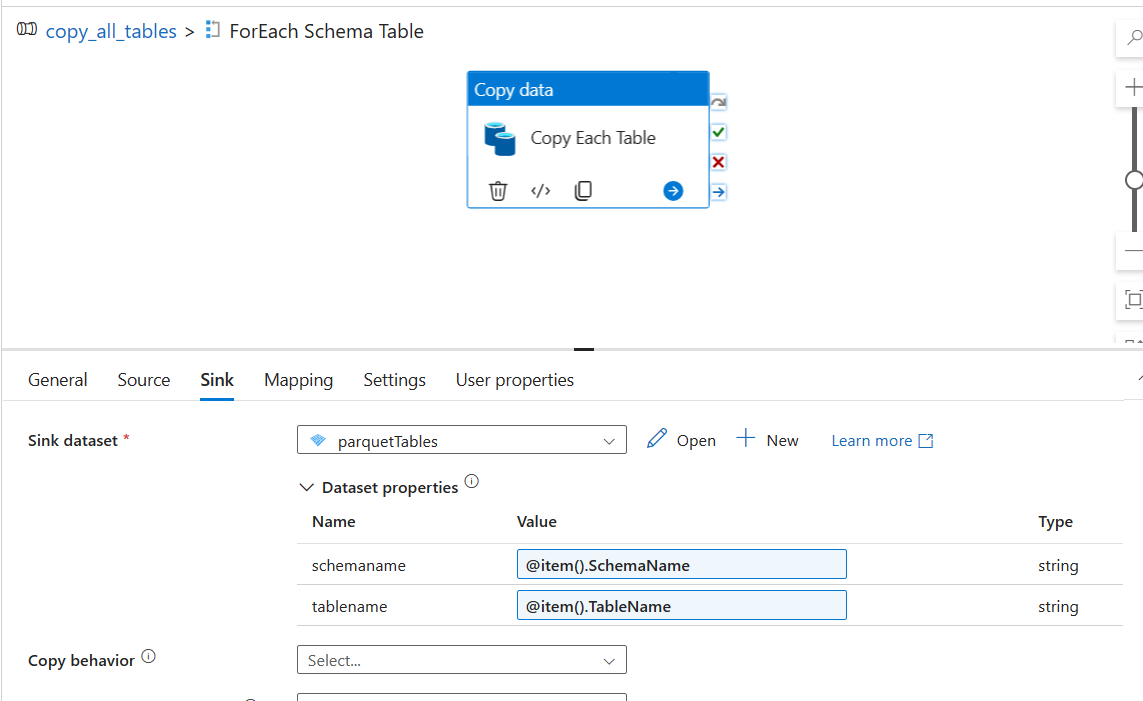 copy_all_tables > ForEach Schema Table
Copy data
Copy Each Table
General Source Sink Mapping Settings User properties
Sink dataset * parquetTables Open New Learn more
Dataset properties
Name Value Type
schemaname @item().SchemaName string
tablename @item().TableName string
Copy behavior Select...